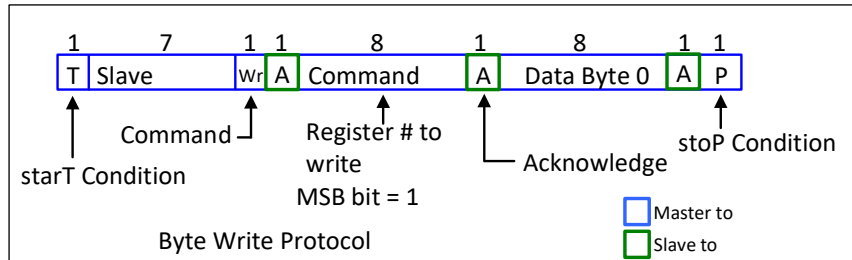 1 7 1 1 8 1 8 1 1
T Slave Wr A Command A Data Byte 0 A P
Command
Register # to
write
MSB bit = 1
Acknowledge
stoP Condition
starT Condition
Byte Write Protocol
Master to
Slave to